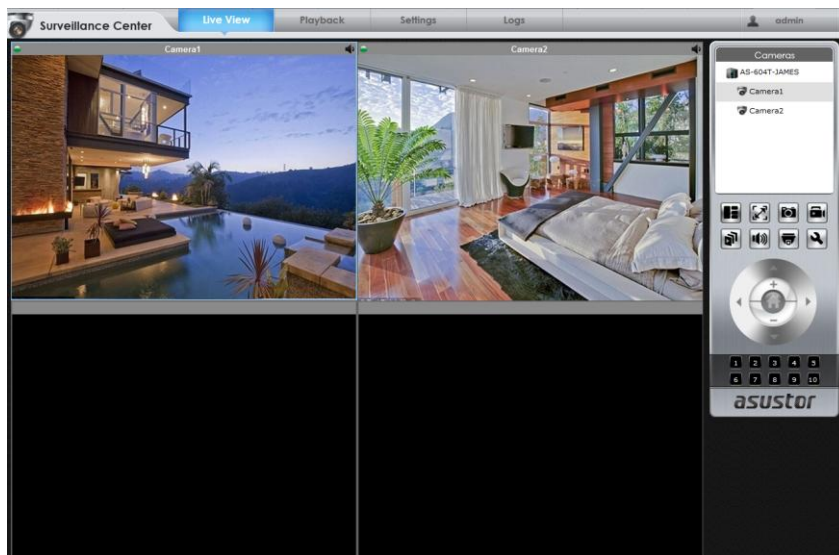 Surveillance Center
Live View
Playback
Settings
Logs
admin
Camera1
Camera2
Cameras
AS-604T-JAMES
Camera1
Camera2
1 2 3 4 5
6 7 8 9 10
asustor